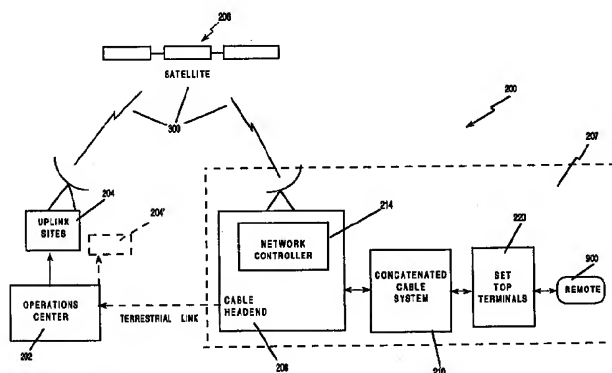 206
SATELLITE
200
300
207
204
UPLINK
SITES
204'
214
NETWORK
CONTROLLER
220
CONCATENATED
CABLE
SYSTEM
SET
TOP
TERMINALS
900
REMOTE
OPERATIONS
CENTER
202
TERRESTRIAL LINK
CABLE
HEADEND
208
210